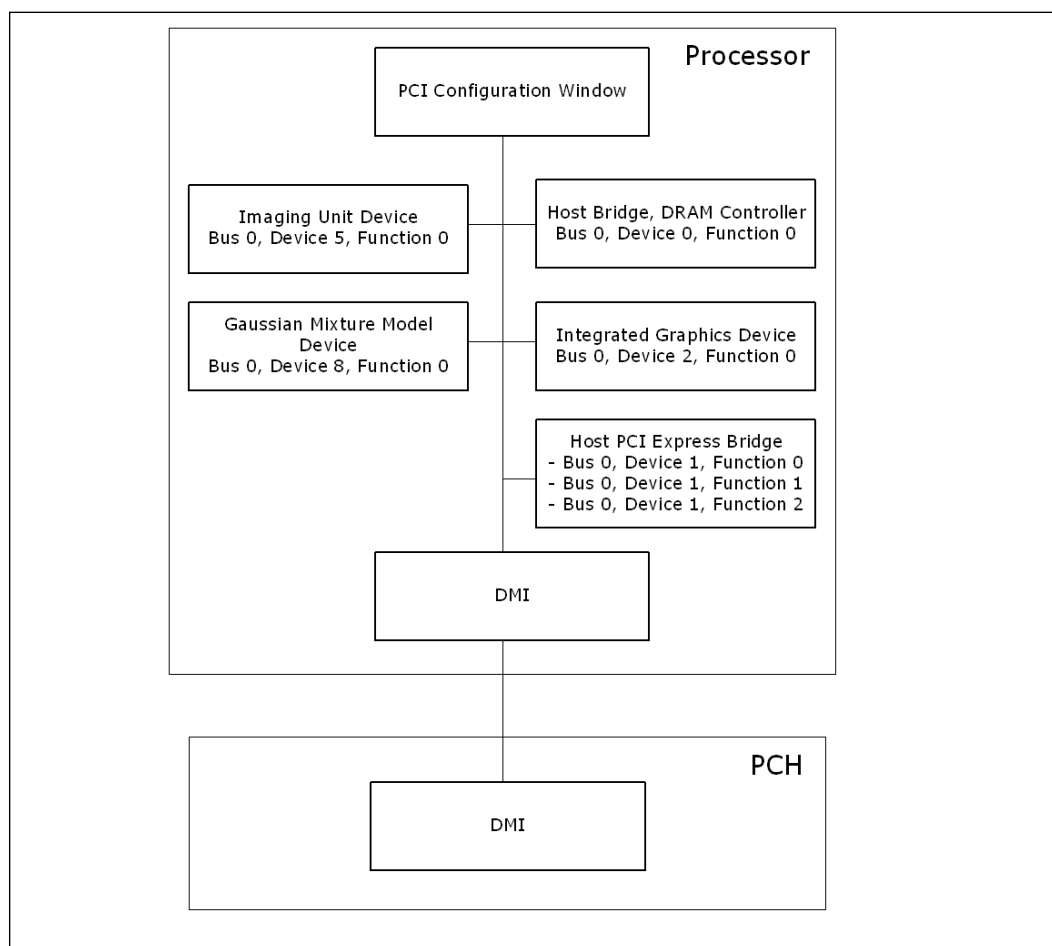 Processor
PCI Configuration Window
Imaging Unit Device
Bus 0, Device 5, Function 0
Host Bridge, DRAM Controller
Bus 0, Device 0, Function 0
Gaussian Mixture Model
Device
Bus 0, Device 8, Function 0
Integrated Graphics Device
Bus 0, Device 2, Function 0
Host PCI Express Bridge
- Bus 0, Device 1, Function 0
- Bus 0, Device 1, Function 1
- Bus 0, Device 1, Function 2
DMI
PCH
DMI